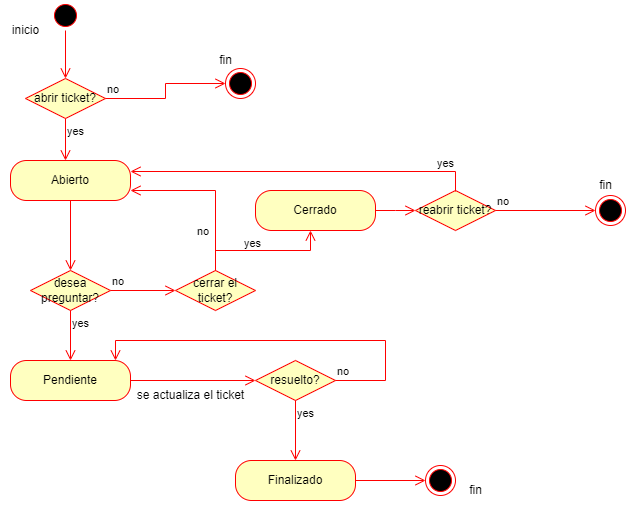 inicio
fin
abrir ticket?
no
yes
Abierto
yes
Cerrado
reabrir ticket?
no
fin
no
yes
desea
preguntar?
no
cerrar el
ticket?
yes
Pendiente
se actualiza el ticket
resuelto?
no
yes
Finalizado
fin